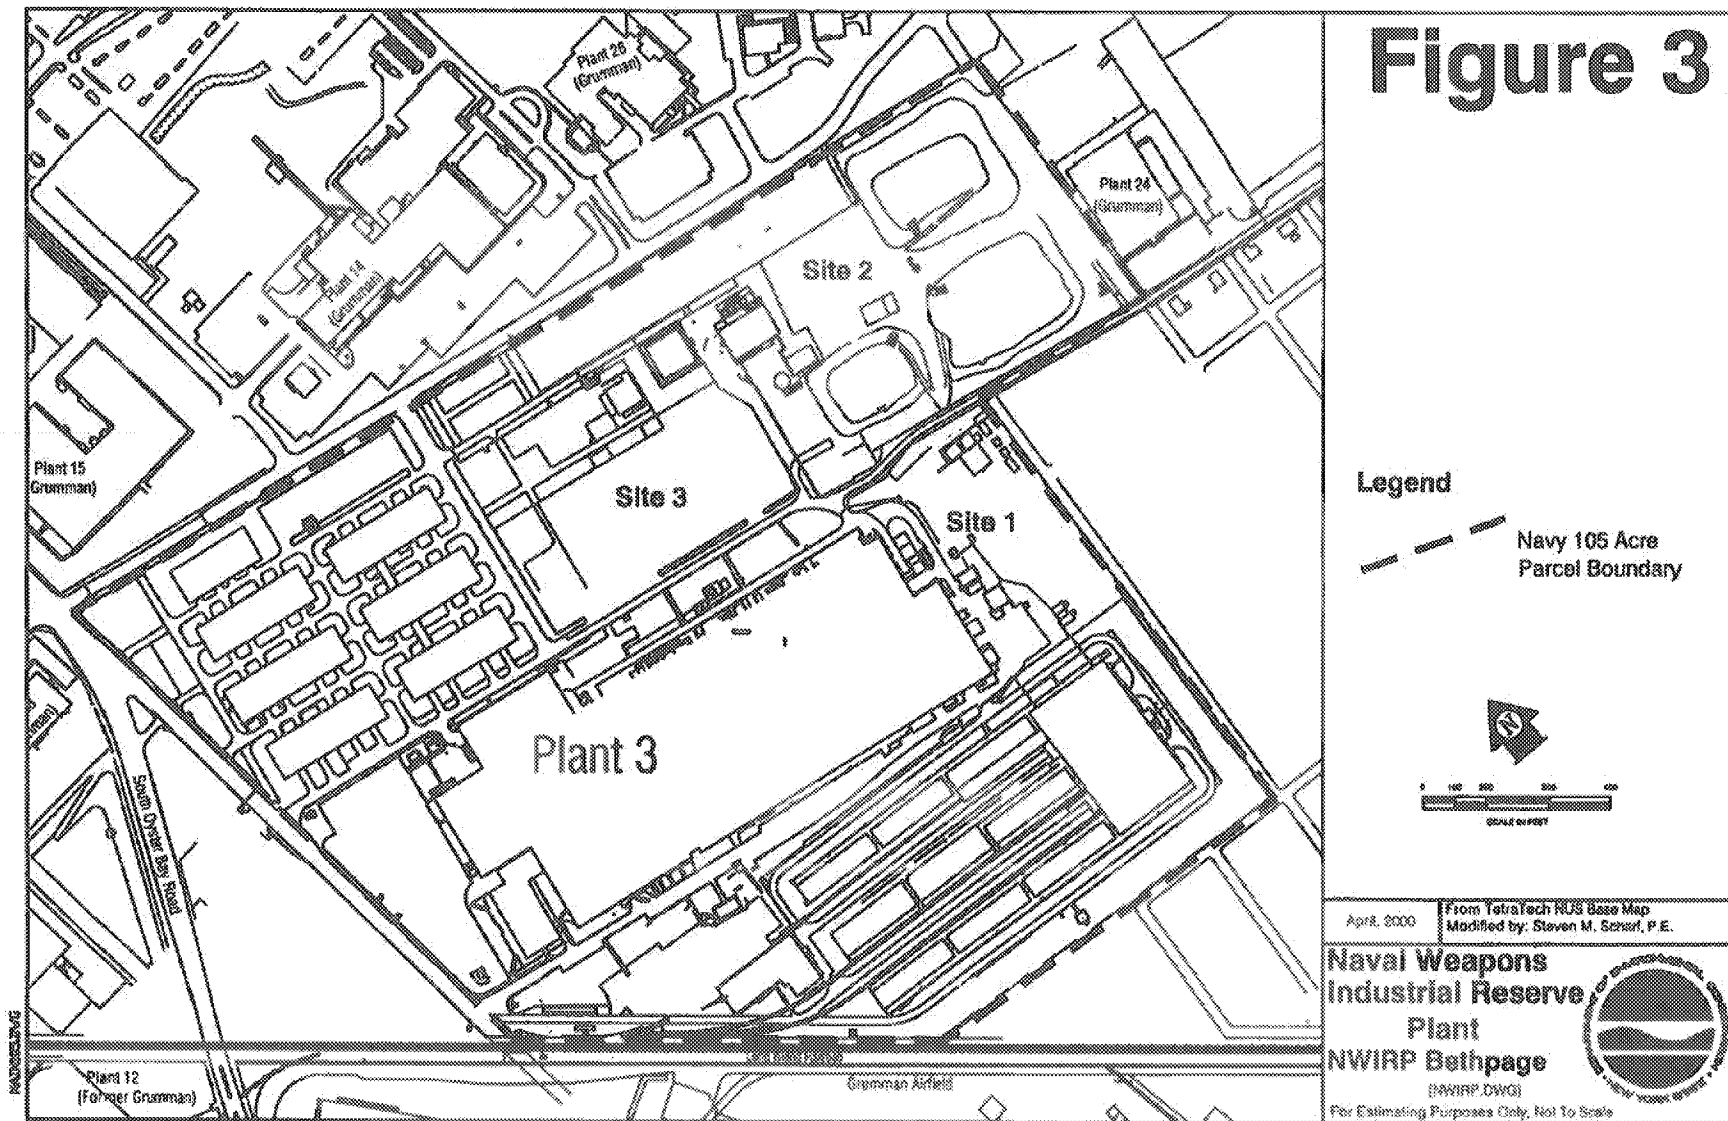 Figure 3
Plant 26
(Grumman)
Plant 24
(Grumman)
Site 2
Plant 14
(Grumman)
Plant 15
Grumman)
Site 3
Site 1
Legend
Navy 105 Acre
Parcel Boundary
Plant 3
N
South Oyster Bay Road
SCALE IN FEET
April, 2000
From TetraTech NUS Base Map
Modified by: Steven M. Scharf, P.E.
Naval Weapons
Industrial Reserve
Plant
NWIRP Bethpage
(NWIRP.DWG)
For Estimating Purposes Only, Not To Scale
Plant 12
(Former Grumman)
Grumman Airfield